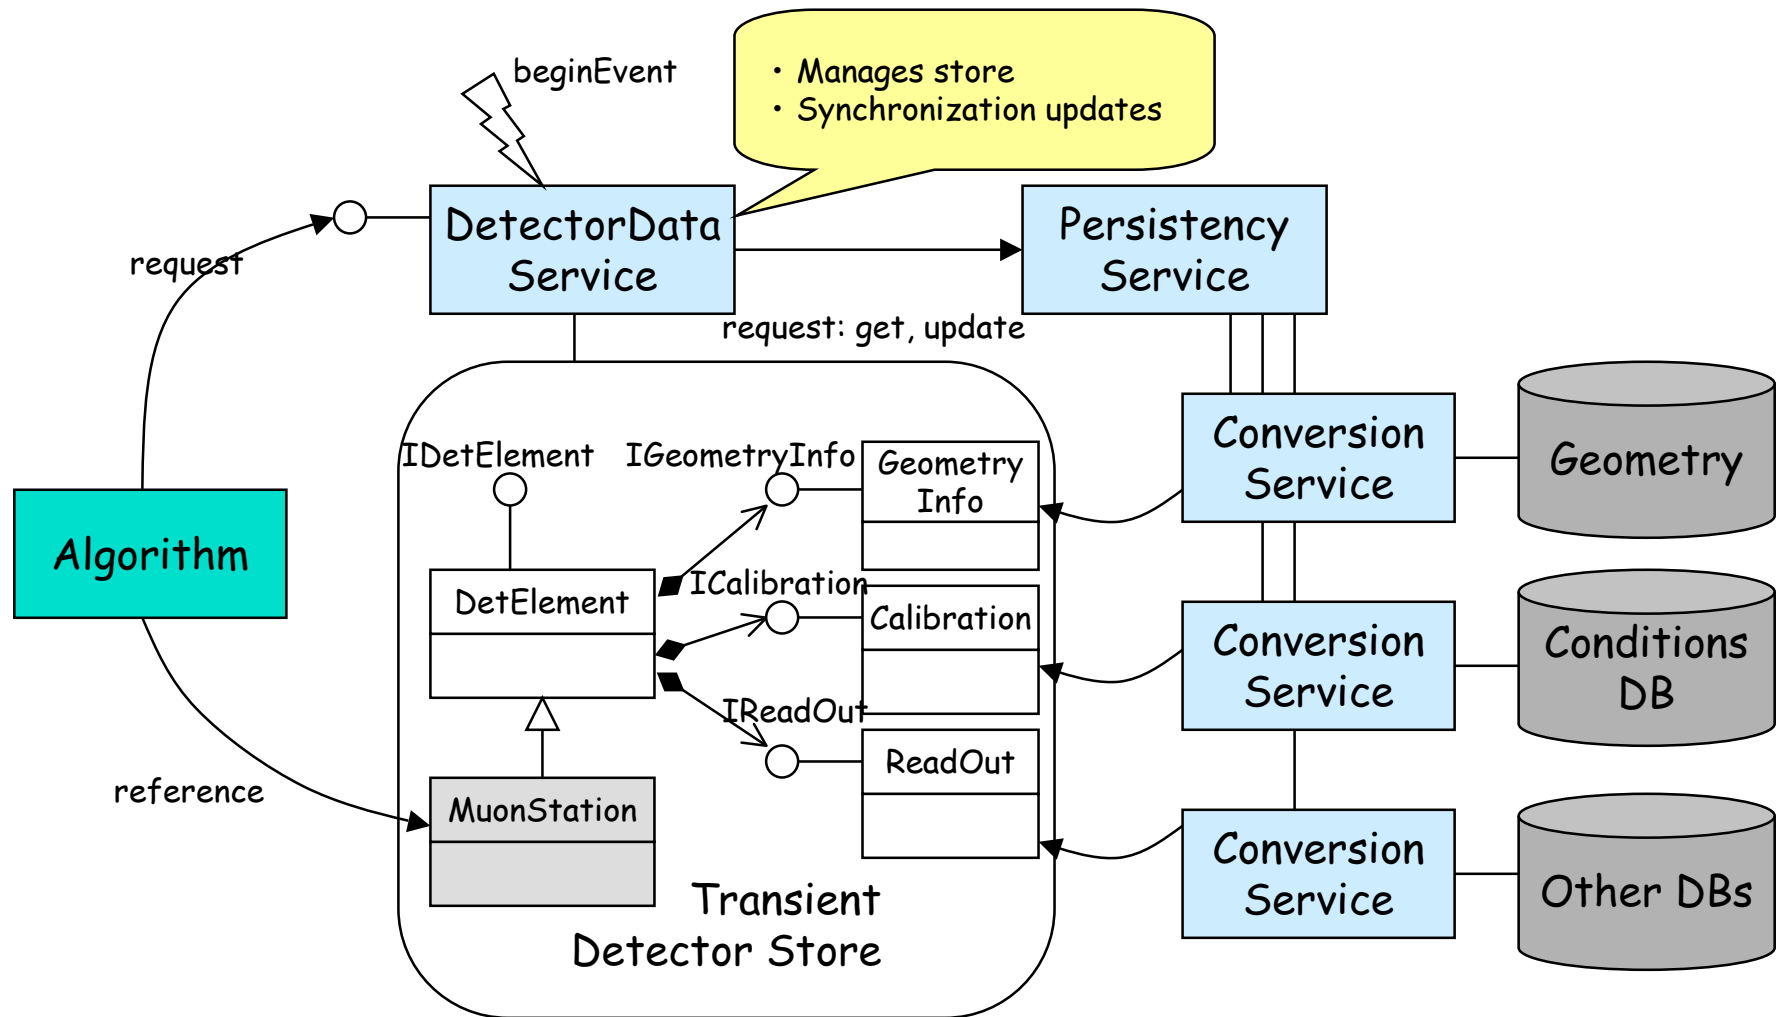 beginEvent
• Manages store
• Synchronization updates
DetectorData
Service
Persistency
Service
request
request: get, update
IDetElement
IGeometryInfo
Geometry
Info
Conversion
Service
Geometry
Algorithm
DetElement
ICalibration
Calibration
Conversion
Service
Conditions
DB
IReadOut
ReadOut
reference
MuonStation
Conversion
Service
Other DBs
Transient
Detector Store